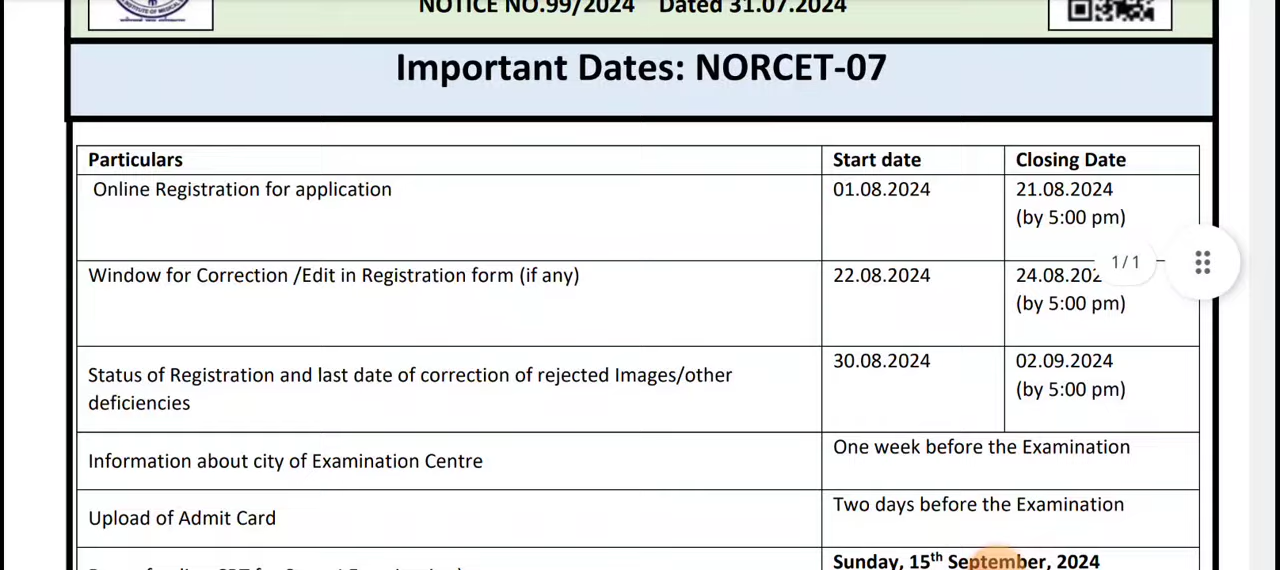 NOTICE NO.99/2024 Dated 31.07.2024
Important Dates: NORCET-07
Particulars Start date Closing Date
Online Registration for application 01.08.2024 21.08.2024
(by 5:00 pm)
Window for Correction /Edit in Registration form (if any) 22.08.2024 24.08.202
(by 5:00 pm)
1/1
Status of Registration and last date of correction of rejected Images/other
deficiencies
30.08.2024 02.09.2024
(by 5:00 pm)
Information about city of Examination Centre One week before the Examination
Upload of Admit Card Two days before the Examination
Sunday, 15th September, 2024